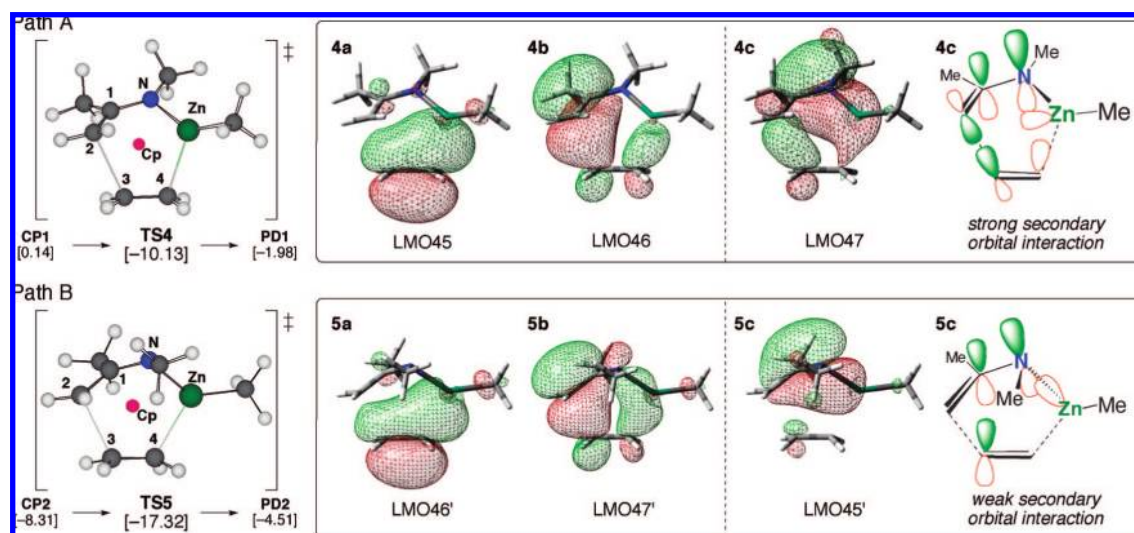 Path A
‡
4a
4b
4c
4c
N
1
Zn
2
Cp
3
4
Me
N
Me
Zn
Me
CP1
TS4
PD1
[0.14]
[−10.13]
[−1.98]
LMO45
LMO46
LMO47
strong secondary
orbital interaction
Path B
‡
5a
5b
5c
5c
N
2
1
Zn
Cp
3
4
Me
N
Me
Zn
Me
CP2
TS5
PD2
[−8.31]
[−17.32]
[−4.51]
LMO46'
LMO47'
LMO45'
weak secondary
orbital interaction